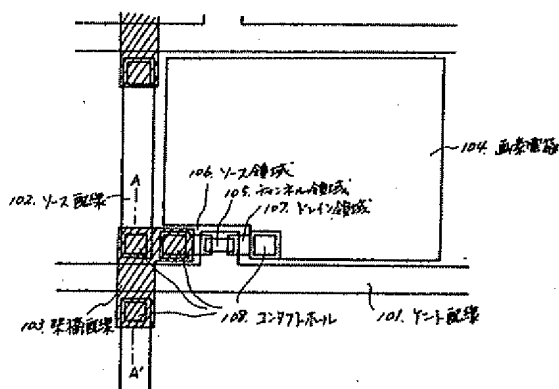 104. 画素電極
106. ソース領域
105. チャンネル領域
107. ドレイン領域
102. ソース配線
A
103. 架橋配線
108. コンタクトホール
101. ゲート配線
A'